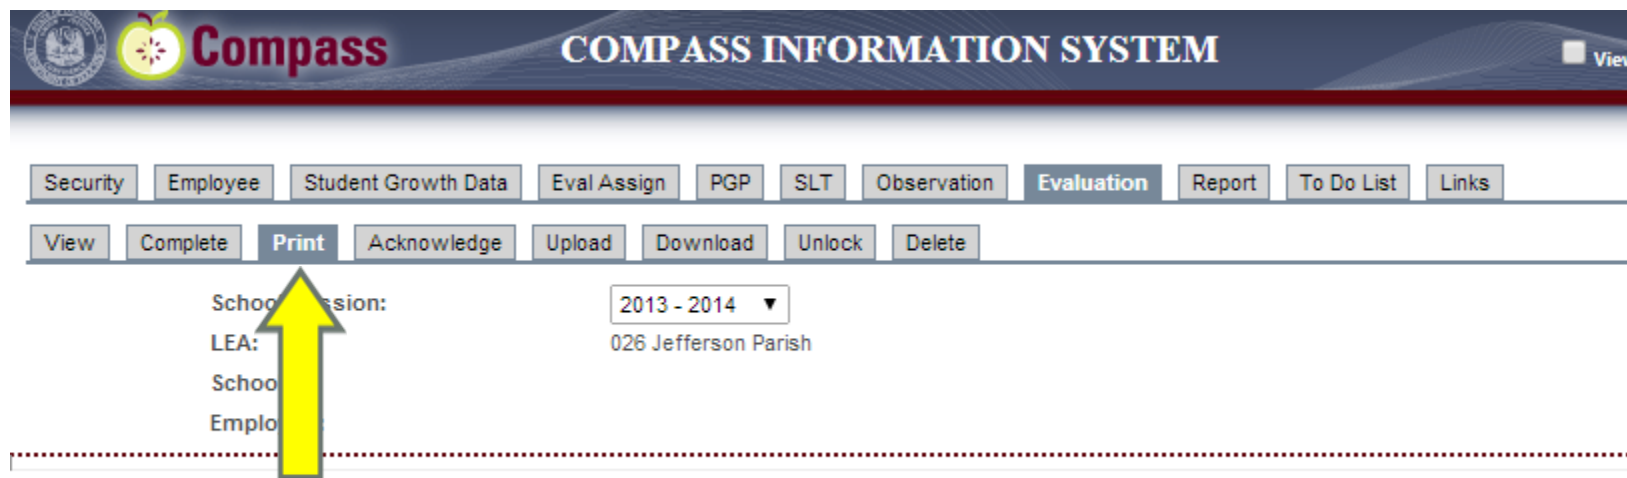 Compass COMPASS INFORMATION SYSTEM
Security Employee Student Growth Data Eval Assign PGP SLT Observation Evaluation Report To Do List Links
View Complete Print Acknowledge Upload Download Unlock Delete
2013 - 2014
LEA: 026 Jefferson Parish